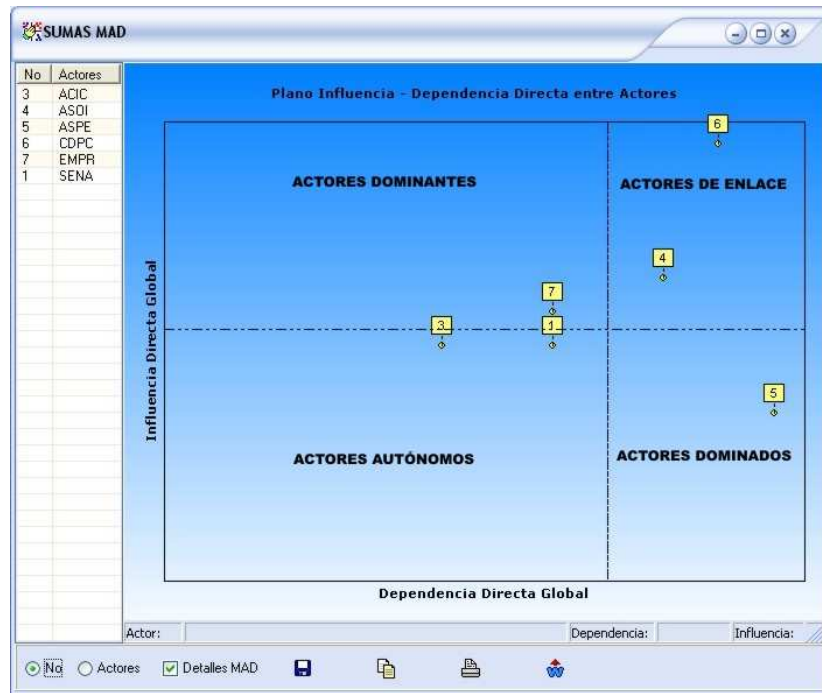 SUMAS MAD
No Actores
3 ACIC
4 ASOI
5 ASPE
6 CDPC
7 EMPR
1 SENA
Plano Influencia - Dependencia Directa entre Actores
6
ACTORES DOMINANTES
ACTORES DE ENLACE
4
7
3
1
Influencia Directa Global
5
ACTORES AUTÓNOMOS
ACTORES DOMINADOS
Dependencia Directa Global
Actor: Dependencia: Influencia:
No Actores Detalles MAD